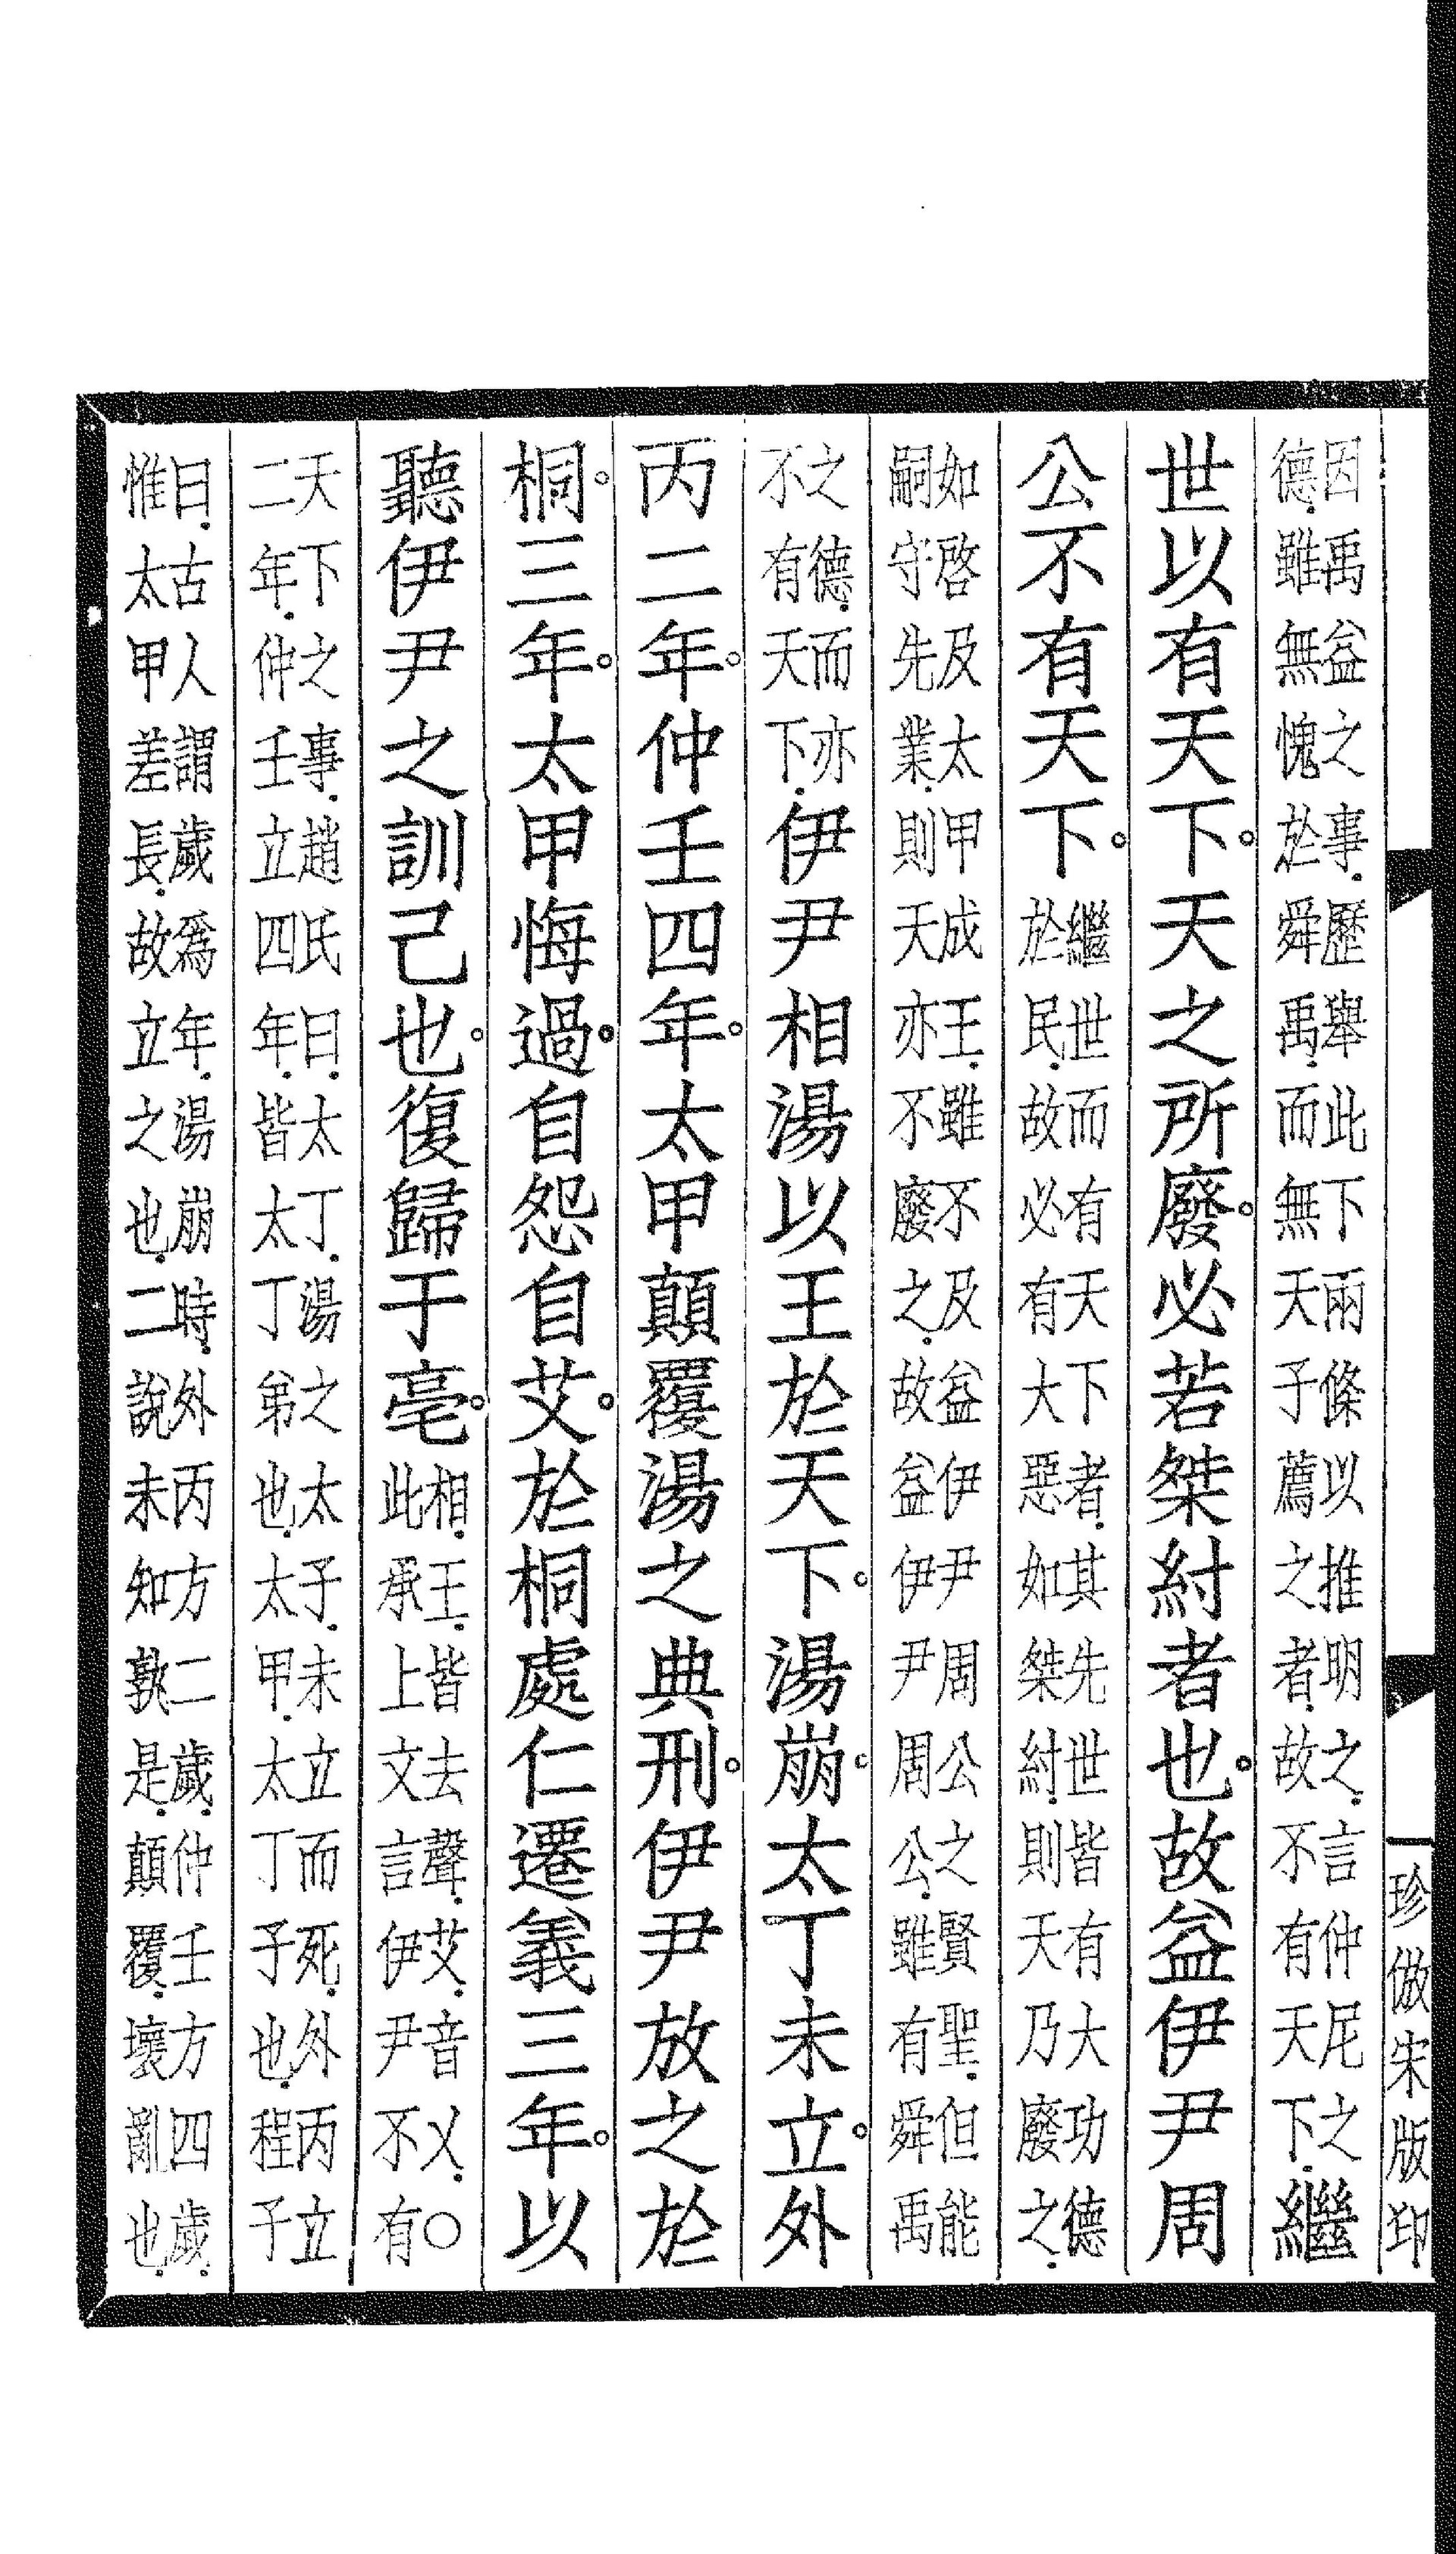 珍倣宋版印
因禹益之事.歷舉此下兩條以推明之.言仲尼之
德.雖無愧於舜禹.而無天子薦之者.故不有天下.
繼
世以有天下。天之所廢。必若桀紂者也。故益伊尹周
公不有天下。
繼世而有天下者.其先世皆有大功德
於民.故必有大惡如桀紂.則天乃廢之.
如啓及太甲成王.雖不及益伊尹周公之賢聖.但能
嗣守先業.則天亦不廢之.故益伊尹周公.雖有舜禹
之德.而亦
不有天下.
伊尹相湯以王於天下。湯崩。太丁未立。外
丙二年。仲壬四年。太甲顛覆湯之典刑。伊尹放之於
桐。三年。太甲悔過。自怨自艾。於桐處仁遷義三年。以
聽伊尹之訓己也。復歸于亳。
相.王.皆去聲.艾.音乂.○
此承上文言伊尹不有
天下之事.趙氏曰.太丁.湯之太子.未立而死.外丙立
二年.仲壬立四年.皆太丁弟也.太甲.太丁子也.程子
曰.古人謂歲爲年.湯崩時.外丙方二歲.仲壬方四歲.
惟太甲差長.故立之也.二說未知孰是.顛覆.壞亂也.